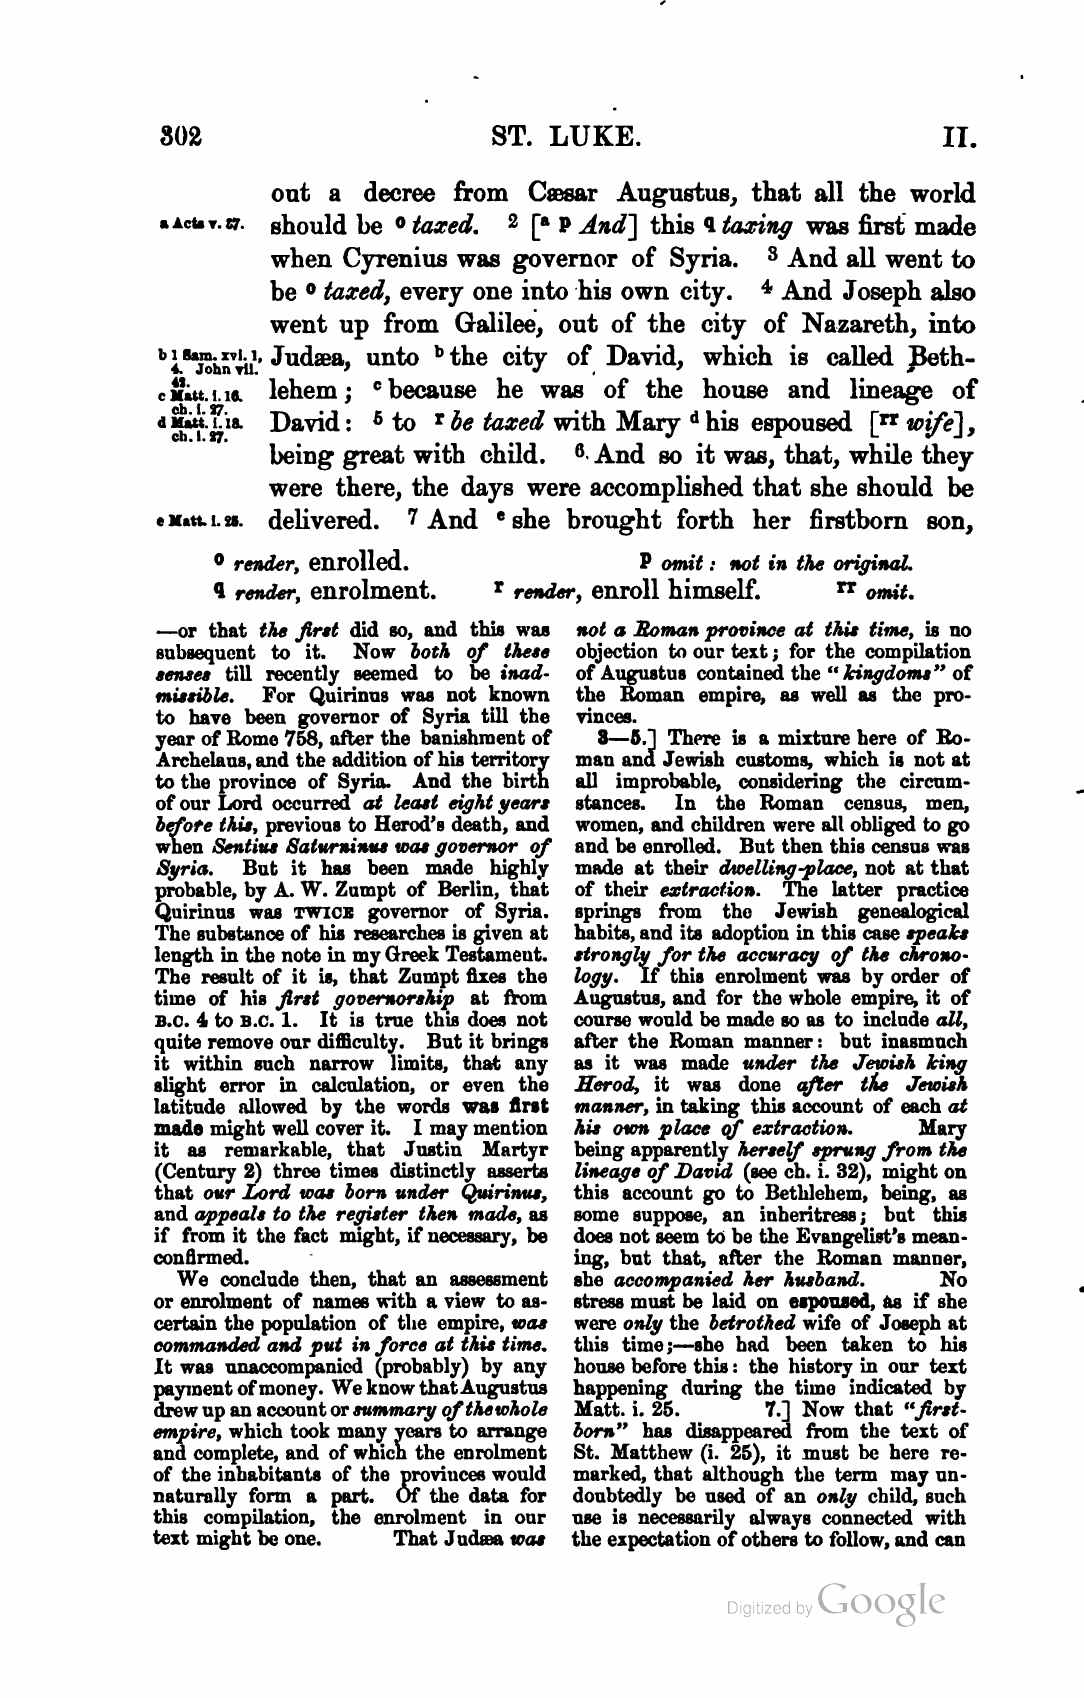 302 ST. LUKE. II.
out a decree from Cæsar Augustus, that all the world
a Acts v. 37. should be o taxed. 2 [a p And] this q taxing was first made
when Cyrenius was governor of Syria. 3 And all went to
be o taxed, every one into his own city. 4 And Joseph also
went up from Galilee, out of the city of Nazareth, into
b 1 Sam. xvi. 1, 4. John vii. 42. Judæa, unto b the city of David, which is called Beth-
c Matt. i. 16. ch. i. 27. lehem ; c because he was of the house and lineage of
d Matt. i. 18. ch. i. 27. David : 5 to r be taxed with Mary d his espoused [rr wife],
being great with child. 6 And so it was, that, while they
were there, the days were accomplished that she should be
e Matt. i. 25. delivered. 7 And e she brought forth her firstborn son,
o render, enrolled. p omit : not in the original.
q render, enrolment. r render, enroll himself. rr omit.
—or that the first did so, and this was
subsequent to it. Now both of these
senses till recently seemed to be inad-
missible. For Quirinus was not known
to have been governor of Syria till the
year of Rome 758, after the banishment of
Archelaus, and the addition of his territory
to the province of Syria. And the birth
of our Lord occurred at least eight years
before this, previous to Herod's death, and
when Sentius Saturninus was governor of
Syria. But it has been made highly
probable, by A. W. Zumpt of Berlin, that
Quirinus was TWICE governor of Syria.
The substance of his researches is given at
length in the note in my Greek Testament.
The result of it is, that Zumpt fixes the
time of his first governorship at from
B.C. 4 to B.C. 1. It is true this does not
quite remove our difficulty. But it brings
it within such narrow limits, that any
slight error in calculation, or even the
latitude allowed by the words was first
made might well cover it. I may mention
it as remarkable, that Justin Martyr
(Century 2) three times distinctly asserts
that our Lord was born under Quirinus,
and appeals to the register then made, as
if from it the fact might, if necessary, be
confirmed.
We conclude then, that an assessment
or enrolment of names with a view to as-
certain the population of the empire, was
commanded and put in force at this time.
It was unaccompanied (probably) by any
payment of money. We know that Augustus
drew up an account or summary of the whole
empire, which took many years to arrange
and complete, and of which the enrolment
of the inhabitants of the provinces would
naturally form a part. Of the data for
this compilation, the enrolment in our
text might be one. That Judæa was
not a Roman province at this time, is no
objection to our text ; for the compilation
of Augustus contained the "kingdoms" of
the Roman empire, as well as the pro-
vinces.
3—5.] There is a mixture here of Ro-
man and Jewish customs, which is not at
all improbable, considering the circum-
stances. In the Roman census, men,
women, and children were all obliged to go
and be enrolled. But then this census was
made at their dwelling-place, not at that
of their extraction. The latter practice
springs from the Jewish genealogical
habits, and its adoption in this case speaks
strongly for the accuracy of the chrono-
logy. If this enrolment was by order of
Augustus, and for the whole empire, it of
course would be made so as to include all,
after the Roman manner : but inasmuch
as it was made under the Jewish king
Herod, it was done after the Jewish
manner, in taking this account of each at
his own place of extraction. Mary
being apparently herself sprung from the
lineage of David (see ch. i. 32), might on
this account go to Bethlehem, being, as
some suppose, an inheritress ; but this
does not seem to be the Evangelist's mean-
ing, but that, after the Roman manner,
she accompanied her husband. No
stress must be laid on espoused, as if she
were only the betrothed wife of Joseph at
this time ;—she had been taken to his
house before this : the history in our text
happening during the time indicated by
Matt. i. 25. 7.] Now that "first-
born" has disappeared from the text of
St. Matthew (i. 25), it must be here re-
marked, that although the term may un-
doubtedly be used of an only child, such
use is necessarily always connected with
the expectation of others to follow, and can
Digitized by Google